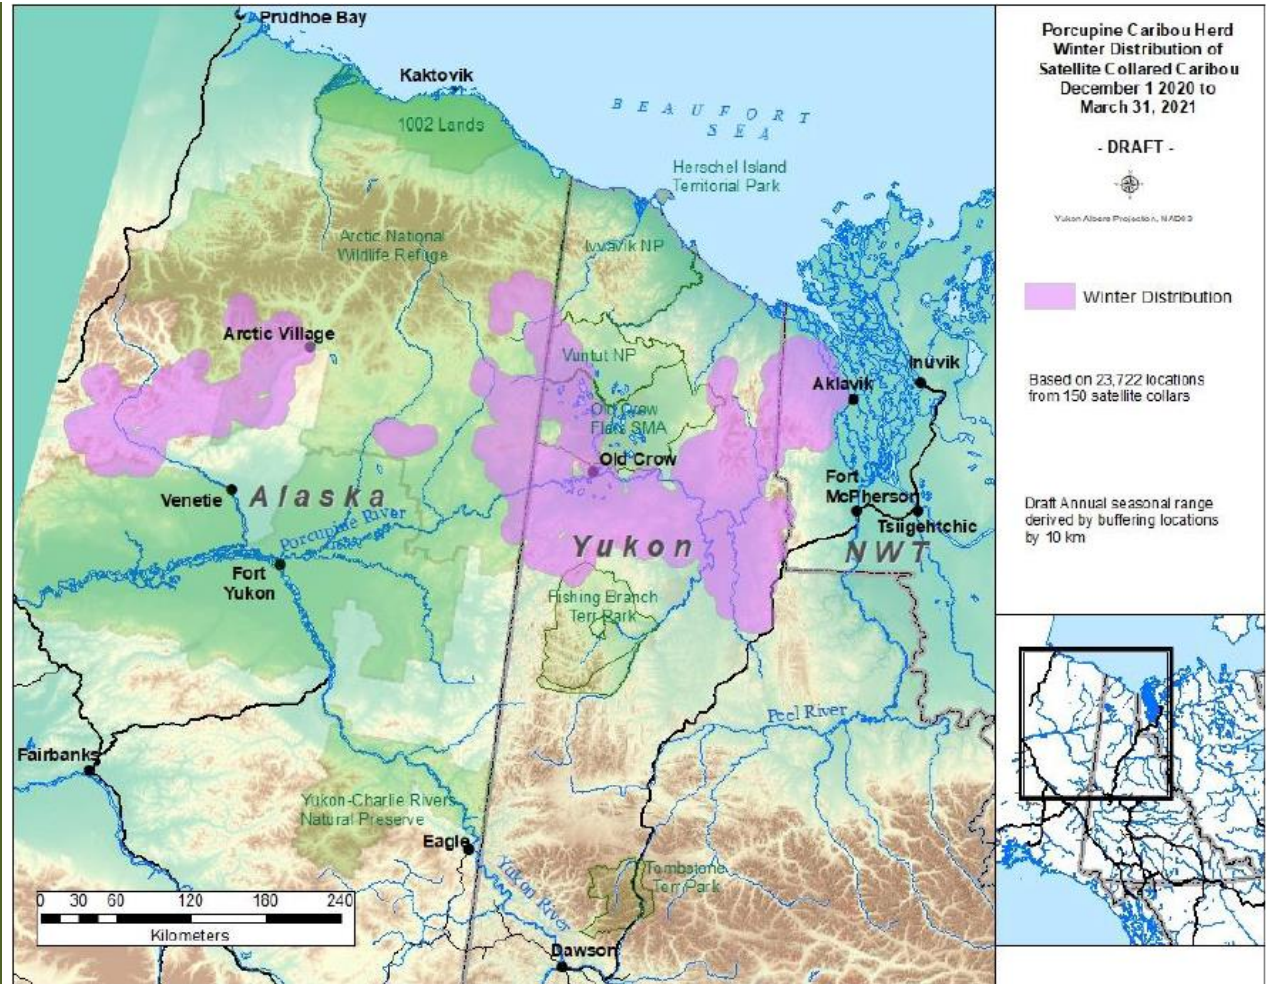 Prudhoe Bay
Kaktovik
1002 Lands
BEAUFORT
SEA
Herschel Island
Territorial Park
Arctic National
Wildlife Refuge
Ivvavik NP
Arctic Village
Vuntut NP
Inuvik
Aklavik
Old Crow
Flats SMA
Old Crow
Venetie
Alaska
Fort
McPherson
Tsiigehtchic
Porcupine River
Yukon
NWT
Fort
Yukon
Fishing Branch
Terr Park
Peel River
Fairbanks
Yukon-Charlie Rivers
Natural Preserve
Eagle
Yukon River
Tombstone
Terr Park
Dawson
0 30 60 120 180 240
Kilometers
Porcupine Caribou Herd
Winter Distribution of
Satellite Collared Caribou
December 1 2020 to
March 31, 2021
- DRAFT -
Yukon Albers Projection, NAD83
Winter Distribution
Based on 23,722 locations
from 150 satellite collars
Draft Annual seasonal range
derived by buffering locations
by 10 km